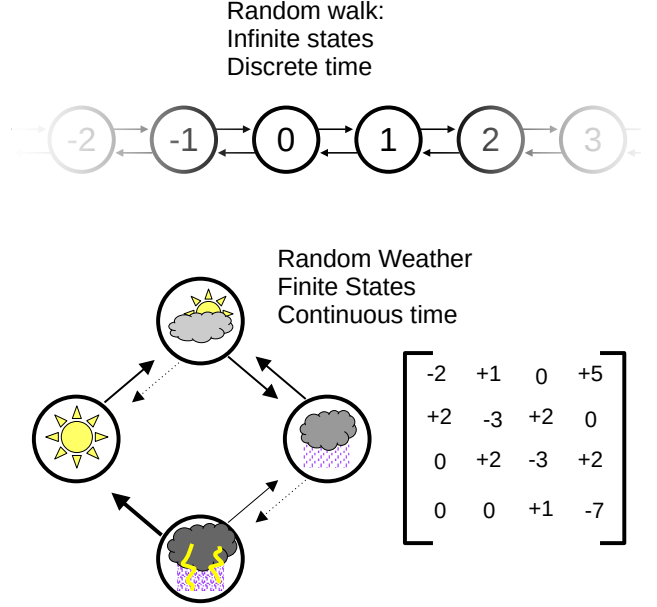 Random walk:
Infinite states
Discrete time
-2 -1 0 1 2 3
Random Weather
Finite States
Continuous time
-2 +1 0 +5
+2 -3 +2 0
0 +2 -3 +2
0 0 +1 -7